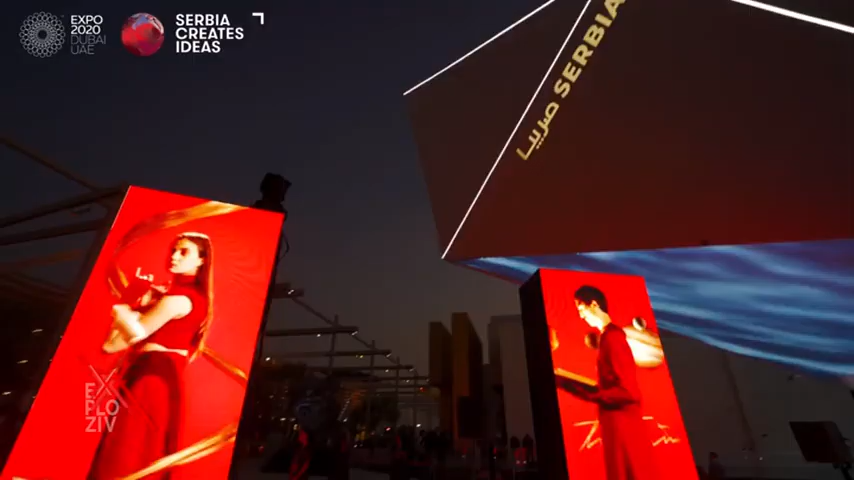 EXPO
2020
DUBAI
UAE
SERBIA
CREATES
IDEAS
صربيا SERBIA
EX
PLO
ZIV